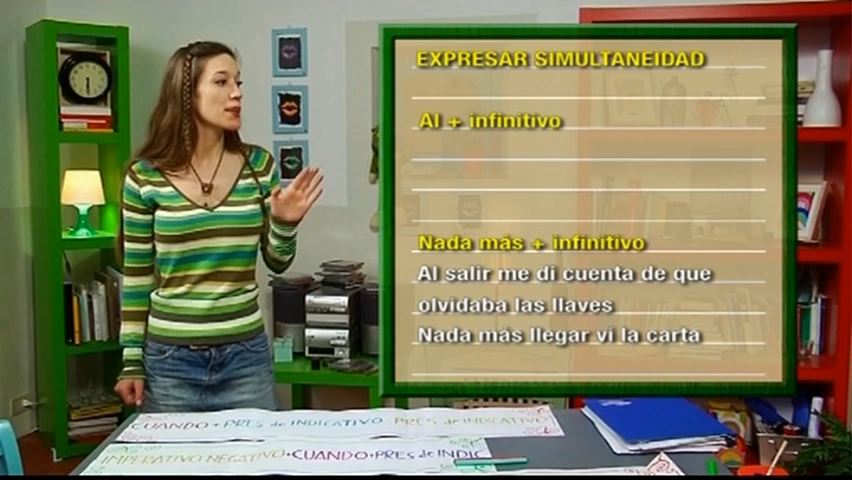 EXPRESAR SIMULTANEIDAD
Al + infinitivo
Nada más + infinitivo
Al salir me di cuenta de que
olvidaba las llaves
Nada más llegar vi la carta
CUANDO + PRES de INDICATIVO PRES de INDICATIVO
IMPERATIVO NEGATIVO + CUANDO + PRES de INDIC